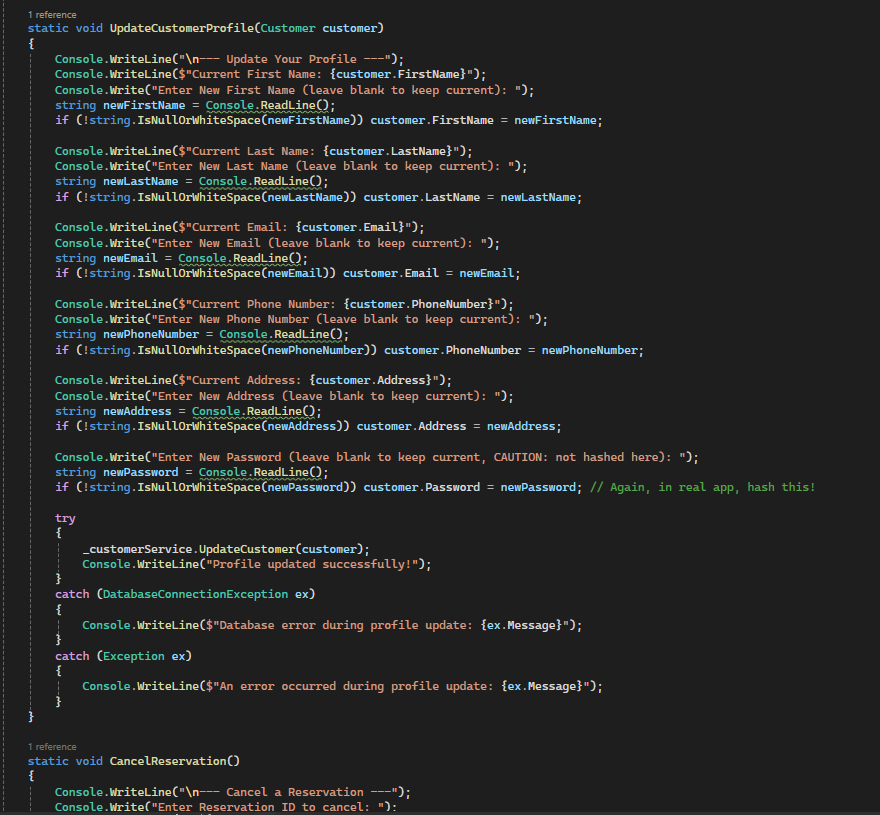 1 reference
static void UpdateCustomerProfile(Customer customer)
{
    Console.WriteLine("\n--- Update Your Profile ---");
    Console.WriteLine($"Current First Name: {customer.FirstName}");
    Console.Write("Enter New First Name (leave blank to keep current): ");
    string newFirstName = Console.ReadLine();
    if (!string.IsNullOrWhiteSpace(newFirstName)) customer.FirstName = newFirstName;

    Console.WriteLine($"Current Last Name: {customer.LastName}");
    Console.Write("Enter New Last Name (leave blank to keep current): ");
    string newLastName = Console.ReadLine();
    if (!string.IsNullOrWhiteSpace(newLastName)) customer.LastName = newLastName;

    Console.WriteLine($"Current Email: {customer.Email}");
    Console.Write("Enter New Email (leave blank to keep current): ");
    string newEmail = Console.ReadLine();
    if (!string.IsNullOrWhiteSpace(newEmail)) customer.Email = newEmail;

    Console.WriteLine($"Current Phone Number: {customer.PhoneNumber}");
    Console.Write("Enter New Phone Number (leave blank to keep current): ");
    string newPhoneNumber = Console.ReadLine();
    if (!string.IsNullOrWhiteSpace(newPhoneNumber)) customer.PhoneNumber = newPhoneNumber;

    Console.WriteLine($"Current Address: {customer.Address}");
    Console.Write("Enter New Address (leave blank to keep current): ");
    string newAddress = Console.ReadLine();
    if (!string.IsNullOrWhiteSpace(newAddress)) customer.Address = newAddress;

    Console.Write("Enter New Password (leave blank to keep current, CAUTION: not hashed here): ");
    string newPassword = Console.ReadLine();
    if (!string.IsNullOrWhiteSpace(newPassword)) customer.Password = newPassword; // Again, in real app, hash this!

    try
    {
        _customerService.UpdateCustomer(customer);
        Console.WriteLine("Profile updated successfully!");
    }
    catch (DatabaseConnectionException ex)
    {
        Console.WriteLine($"Database error during profile update: {ex.Message}");
    }
    catch (Exception ex)
    {
        Console.WriteLine($"An error occurred during profile update: {ex.Message}");
    }
}

1 reference
static void CancelReservation()
{
    Console.WriteLine("\n--- Cancel a Reservation ---");
    Console.Write("Enter Reservation ID to cancel: ");